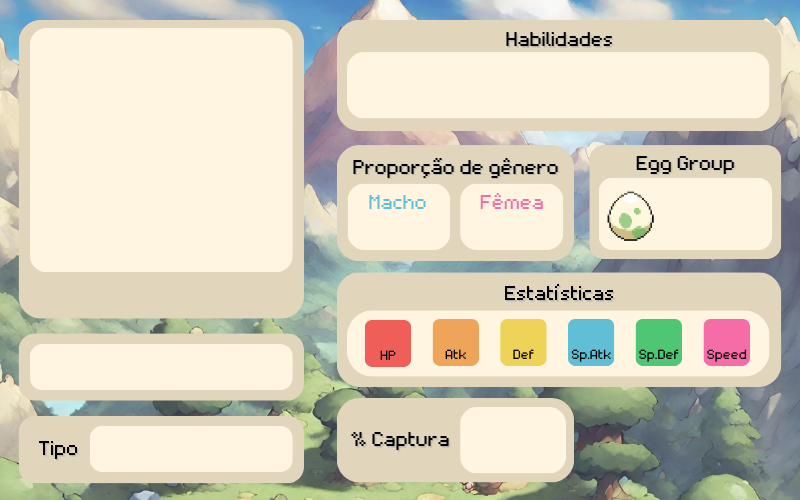 Habilidades
Proporção de gênero
Macho
Fêmea
Egg Group
Estatísticas
HP
Atk
Def
Sp.Atk
Sp.Def
Speed
% Captura
Tipo